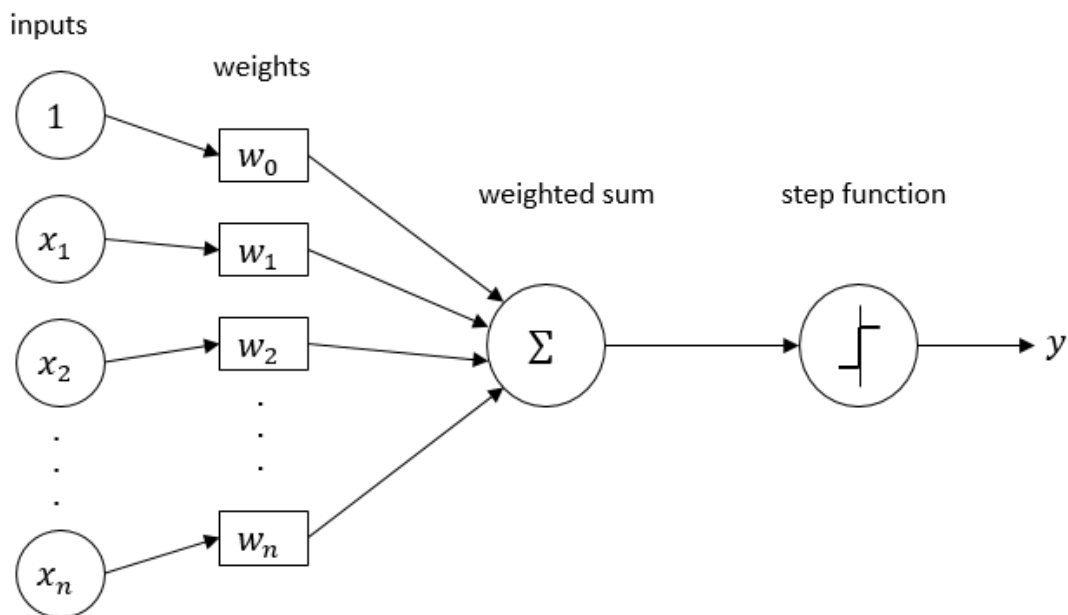 inputs
weights
1
w₀
weighted sum
step function
x₁
w₁
x₂
w₂
Σ
y
.
.
.
.
.
.
xₙ
wₙ